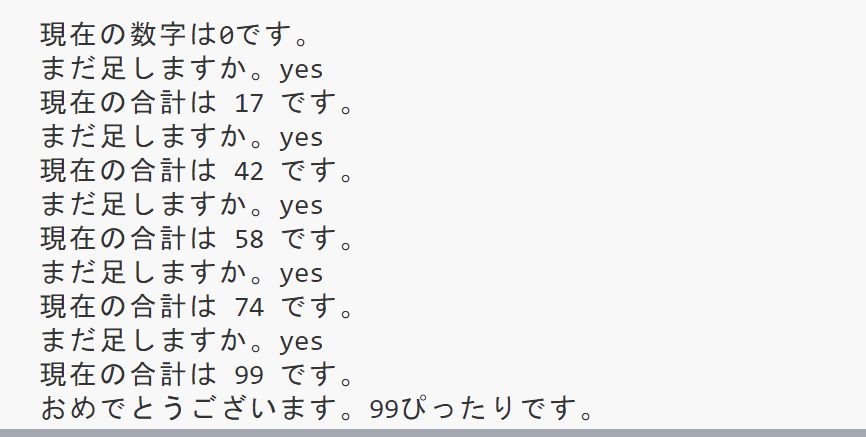 現在の数字は0です。
まだ足しますか。yes
現在の合計は 17 です。
まだ足しますか。yes
現在の合計は 42 です。
まだ足しますか。yes
現在の合計は 58 です。
まだ足しますか。yes
現在の合計は 74 です。
まだ足しますか。yes
現在の合計は 99 です。
おめでとうございます。99ぴったりです。